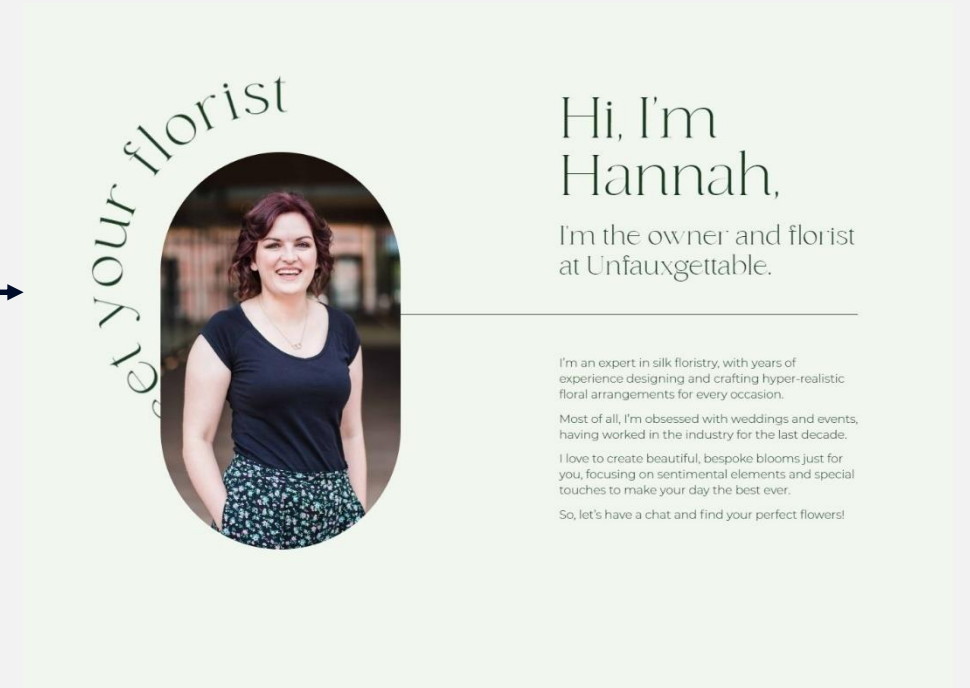 et your florist
Hi, I'm
Hannah,
I'm the owner and florist
at Unfauxgettable.
I'm an expert in silk floristry, with years of
experience designing and crafting hyper-realistic
floral arrangements for every occasion.
Most of all, I'm obsessed with weddings and events,
having worked in the industry for the last decade.
I love to create beautiful, bespoke blooms just for
you, focusing on sentimental elements and special
touches to make your day the best ever.
So, let's have a chat and find your perfect flowers!